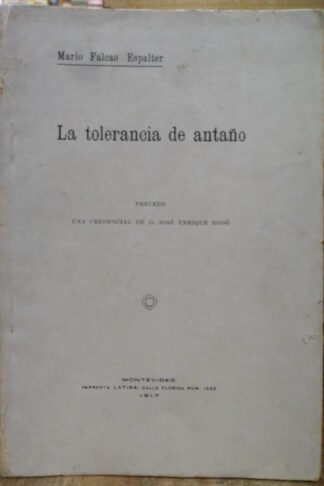 Mario Falcao Espalter
La tolerancia de antaño
PRECEDE
UNA CREDENCIAL DE D. JOSÉ ENRIQUE RODÓ
MONTEVIDEO
IMPRENTA LATINA, CALLE FLORIDA NÚM.
1917